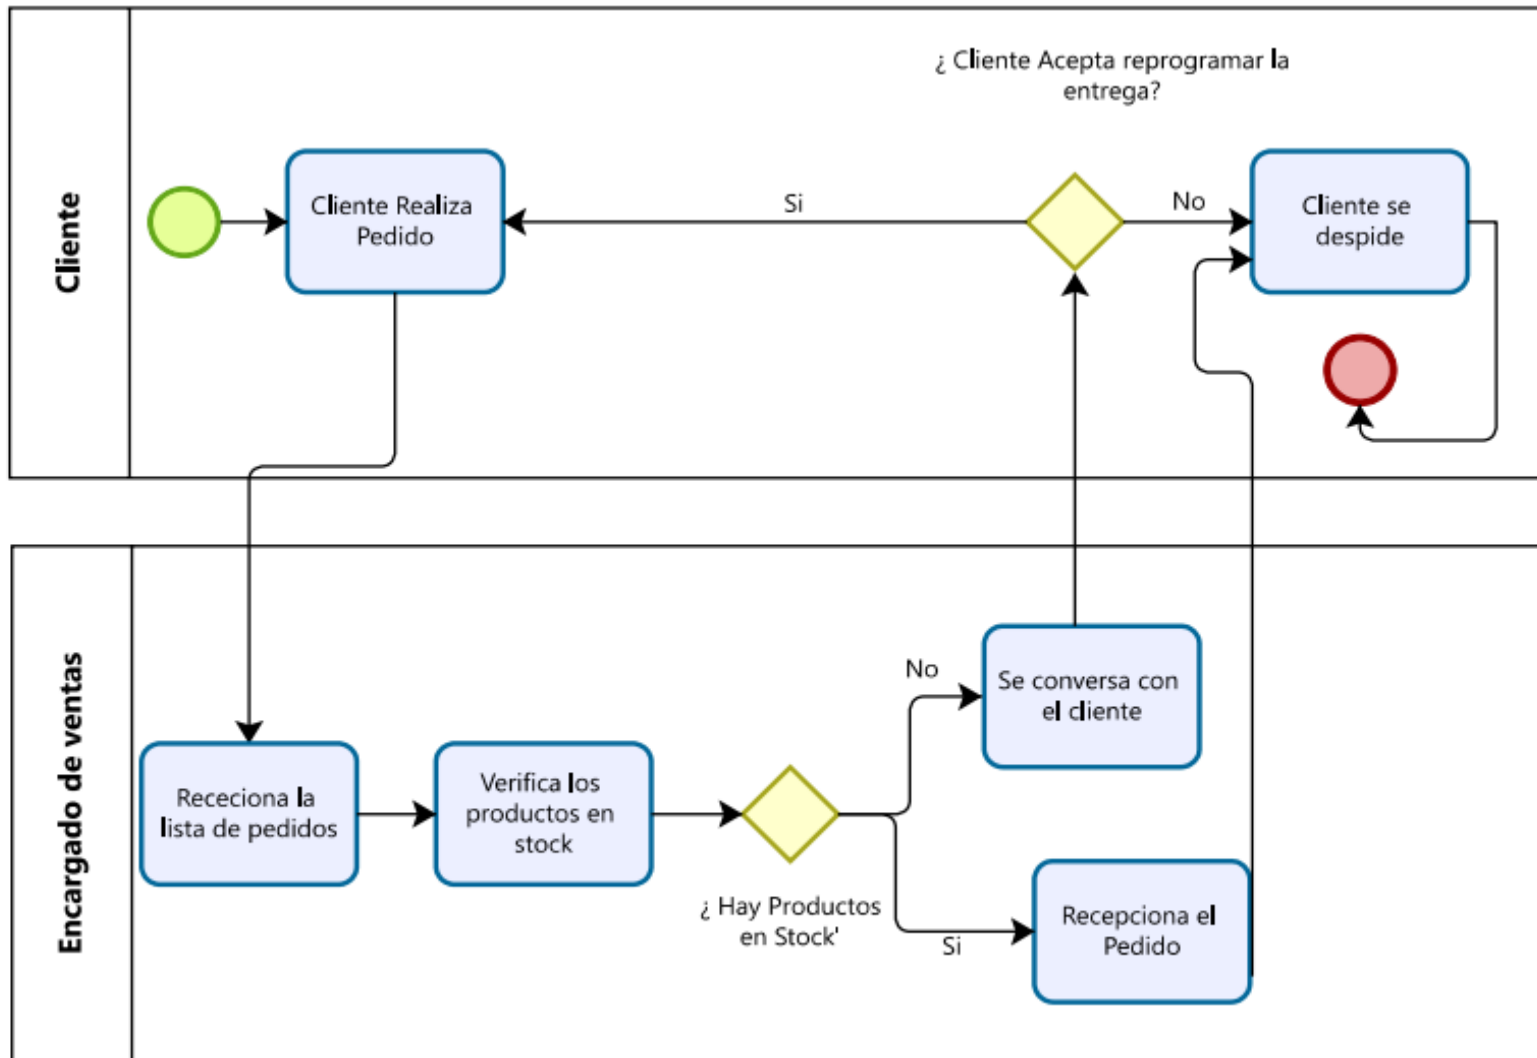 Cliente
¿ Cliente Acepta reprogramar la
entrega?
Cliente Realiza
Pedido
Si
No
Cliente se
despide
Encargado de ventas
Receciona la
lista de pedidos
Verifica los
productos en
stock
¿ Hay Productos
en Stock'
No
Se conversa con
el cliente
Si
Recepciona el
Pedido